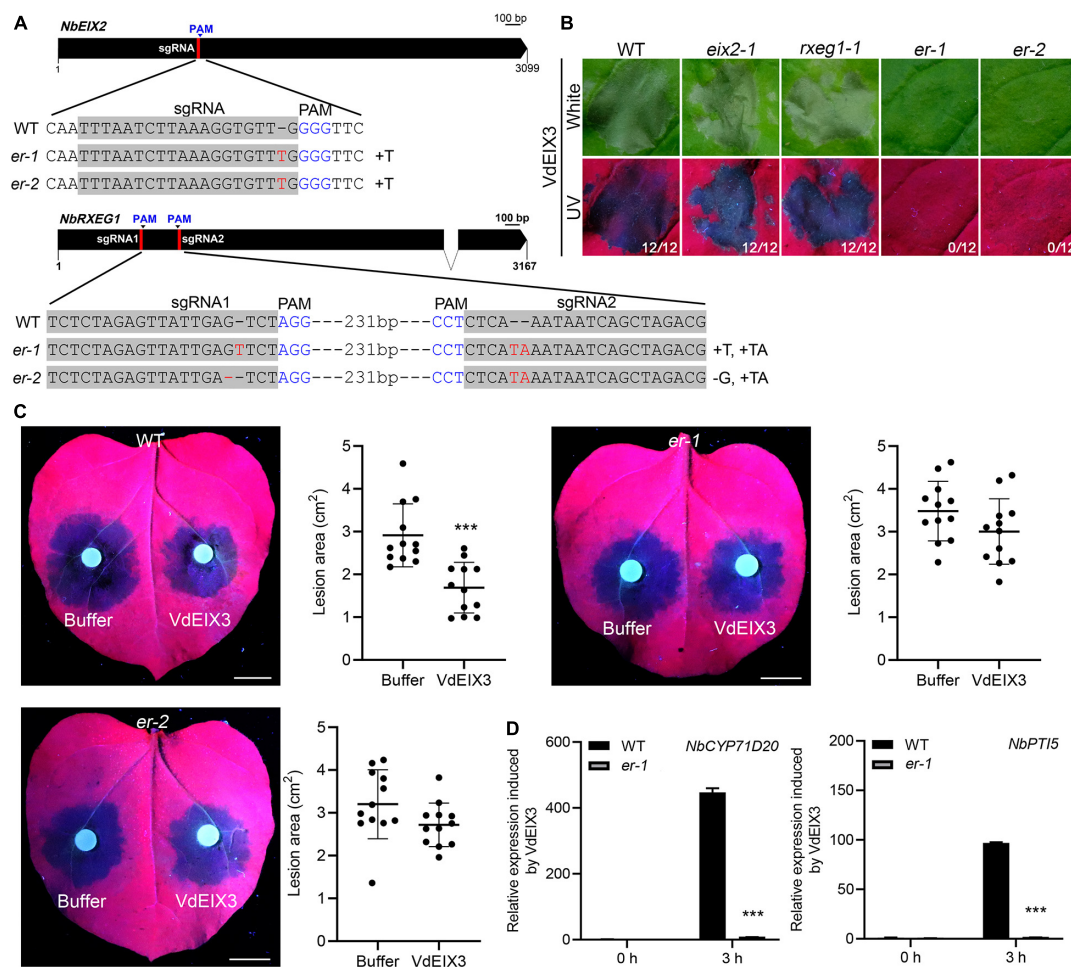 A
NbEIX2
PAM
100 bp
sgRNA
1
3099
sgRNA
PAM
WT CAATTTAATCTTAAAGGTGTT-GGGGTTC
er-1 CAATTTAATCTTAAAGGTGTTTGGGGTTC +T
er-2 CAATTTAATCTTAAAGGTGTTTGGGGTTC +T
NbRXEG1
PAM
PAM
100 bp
sgRNA1
sgRNA2
1
3167
sgRNA1
PAM
PAM
sgRNA2
WT TCTCTAGAGTTATTGAG-TCTAGG---231bp---CCTCTCA--AATAATCAGCTAGACG
er-1 TCTCTAGAGTTATTGAGTTCTAGG---231bp---CCTCTCATAAATAATCAGCTAGACG +T, +TA
er-2 TCTCTAGAGTTATTGA--TCTAGG---231bp---CCTCTCATAAATAATCAGCTAGACG -G, +TA
B
WT
eix2-1
rxeg1-1
er-1
er-2
VdEIX3
White
UV
12/12
12/12
12/12
0/12
0/12
C
WT
Buffer
VdEIX3
Lesion area (cm2)
5
4
3
2
1
0
***
Buffer
VdEIX3
er-1
Buffer
VdEIX3
Lesion area (cm2)
5
4
3
2
1
0
Buffer
VdEIX3
er-2
Buffer
VdEIX3
Lesion area (cm2)
5
4
3
2
1
0
Buffer
VdEIX3
D
Relative expression induced
by VdEIX3
600
400
200
0
WT
er-1
NbCYP71D20
***
0 h
3 h
Relative expression induced
by VdEIX3
200
150
100
50
0
WT
er-1
NbPTI5
***
0 h
3 h